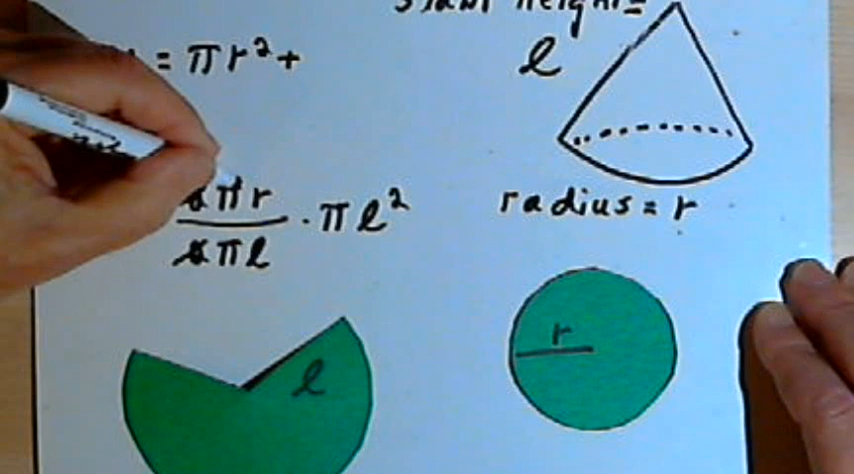 slant height=
ℓ
= πr²+
radius = r
2πr
2πℓ · πℓ²
ℓ
r